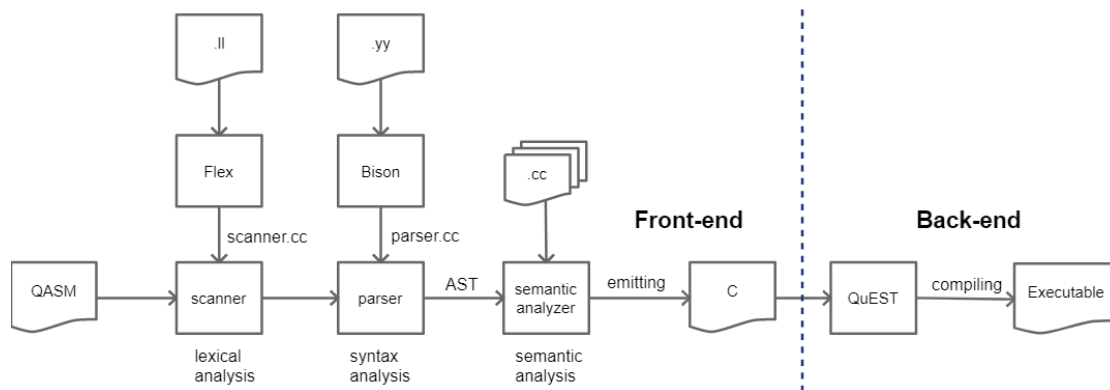 .ll
.yy
Flex
Bison
.cc
scanner.cc
parser.cc
Front-end
Back-end
QASM
scanner
parser
AST
semantic
analyzer
emitting
C
QuEST
compiling
Executable
lexical
analysis
syntax
analysis
semantic
analysis